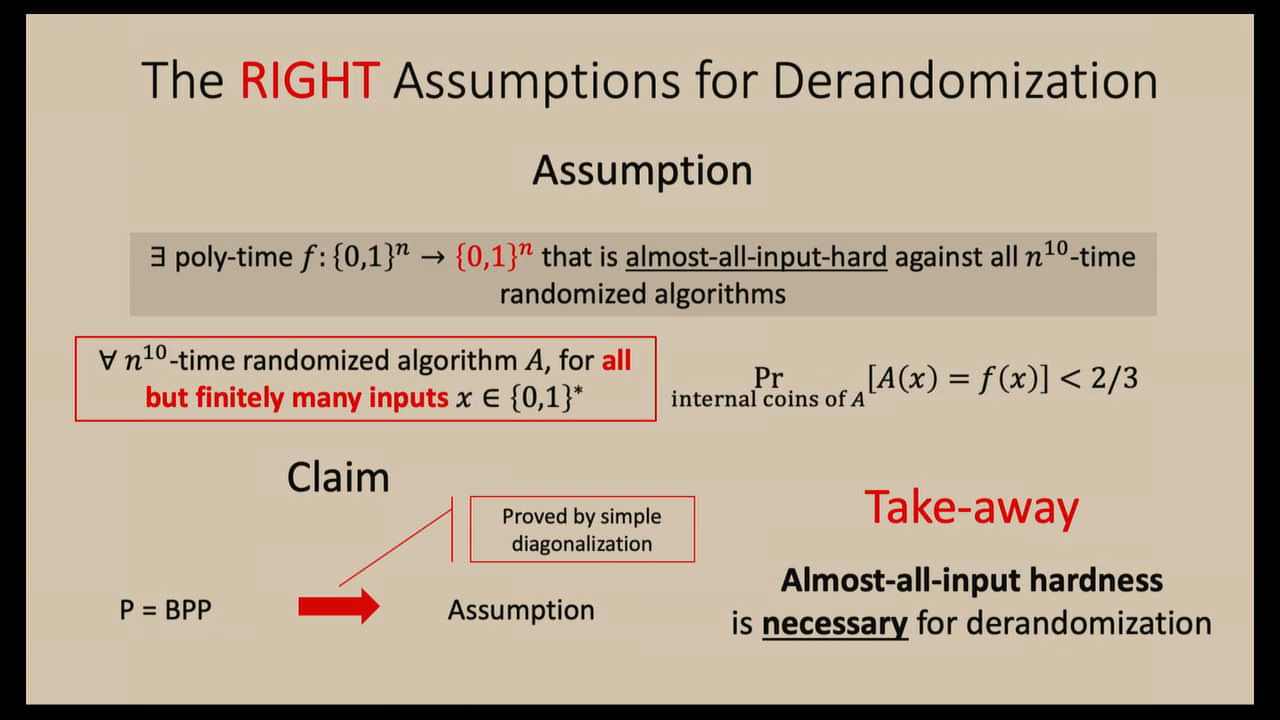 The RIGHT Assumptions for Derandomization
Assumption
∃ poly-time f: {0,1}ⁿ → {0,1}ⁿ that is almost-all-input-hard against all n¹⁰-time
randomized algorithms
∀ n¹⁰-time randomized algorithm A, for all
but finitely many inputs x ∈ {0,1}*
Pr [A(x) = f(x)] < 2/3
internal coins of A
Claim
Proved by simple
diagonalization
P = BPP
Assumption
Take-away
Almost-all-input hardness
is necessary for derandomization